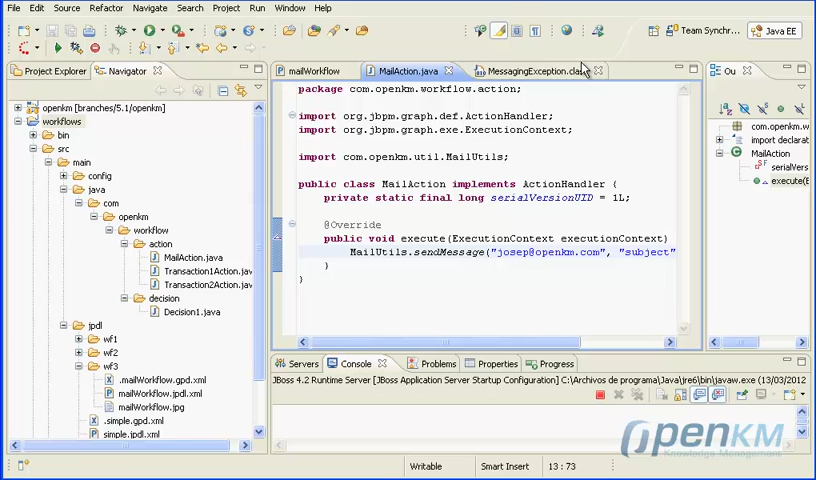 File Edit Source Refactor Navigate Search Project Run Window Help
Team Synchr...
Java EE
Project Explorer
Navigator
mailWorkflow
MailAction.java
MessagingException.clas
Ou
openkm [branches/5.1/openkm]
workflows
bin
src
main
config
java
com
openkm
workflow
action
MailAction.java
Transaction1Action.jav
Transaction2Action.jav
decision
Decision1.java
jpdl
wf1
wf2
wf3
.mailWorkflow.gpd.xml
mailWorkflow.jpdl.xml
mailWorkflow.jpg
.simple.gpd.xml
simple.jpdl.xml
package com.openkm.workflow.action;
import org.jbpm.graph.def.ActionHandler;
import org.jbpm.graph.exe.ExecutionContext;
import com.openkm.util.MailUtils;
public class MailAction implements ActionHandler {
private static final long serialVersionUID = 1L;
@Override
public void execute(ExecutionContext executionContext)
MailUtils.sendMessage("josep@openkm.com", "subject"
}
}
com.openkm.w
import declarati
MailAction
serialVers
execute(E
Servers
Console
Problems
Properties
Progress
JBoss 4.2 Runtime Server [JBoss Application Server Startup Configuration] C:\Archivos de programa\Java\jre6\bin\javaw.exe (13/03/2012
OpenKM
Knowledge Management
Writable
Smart Insert
13 : 73